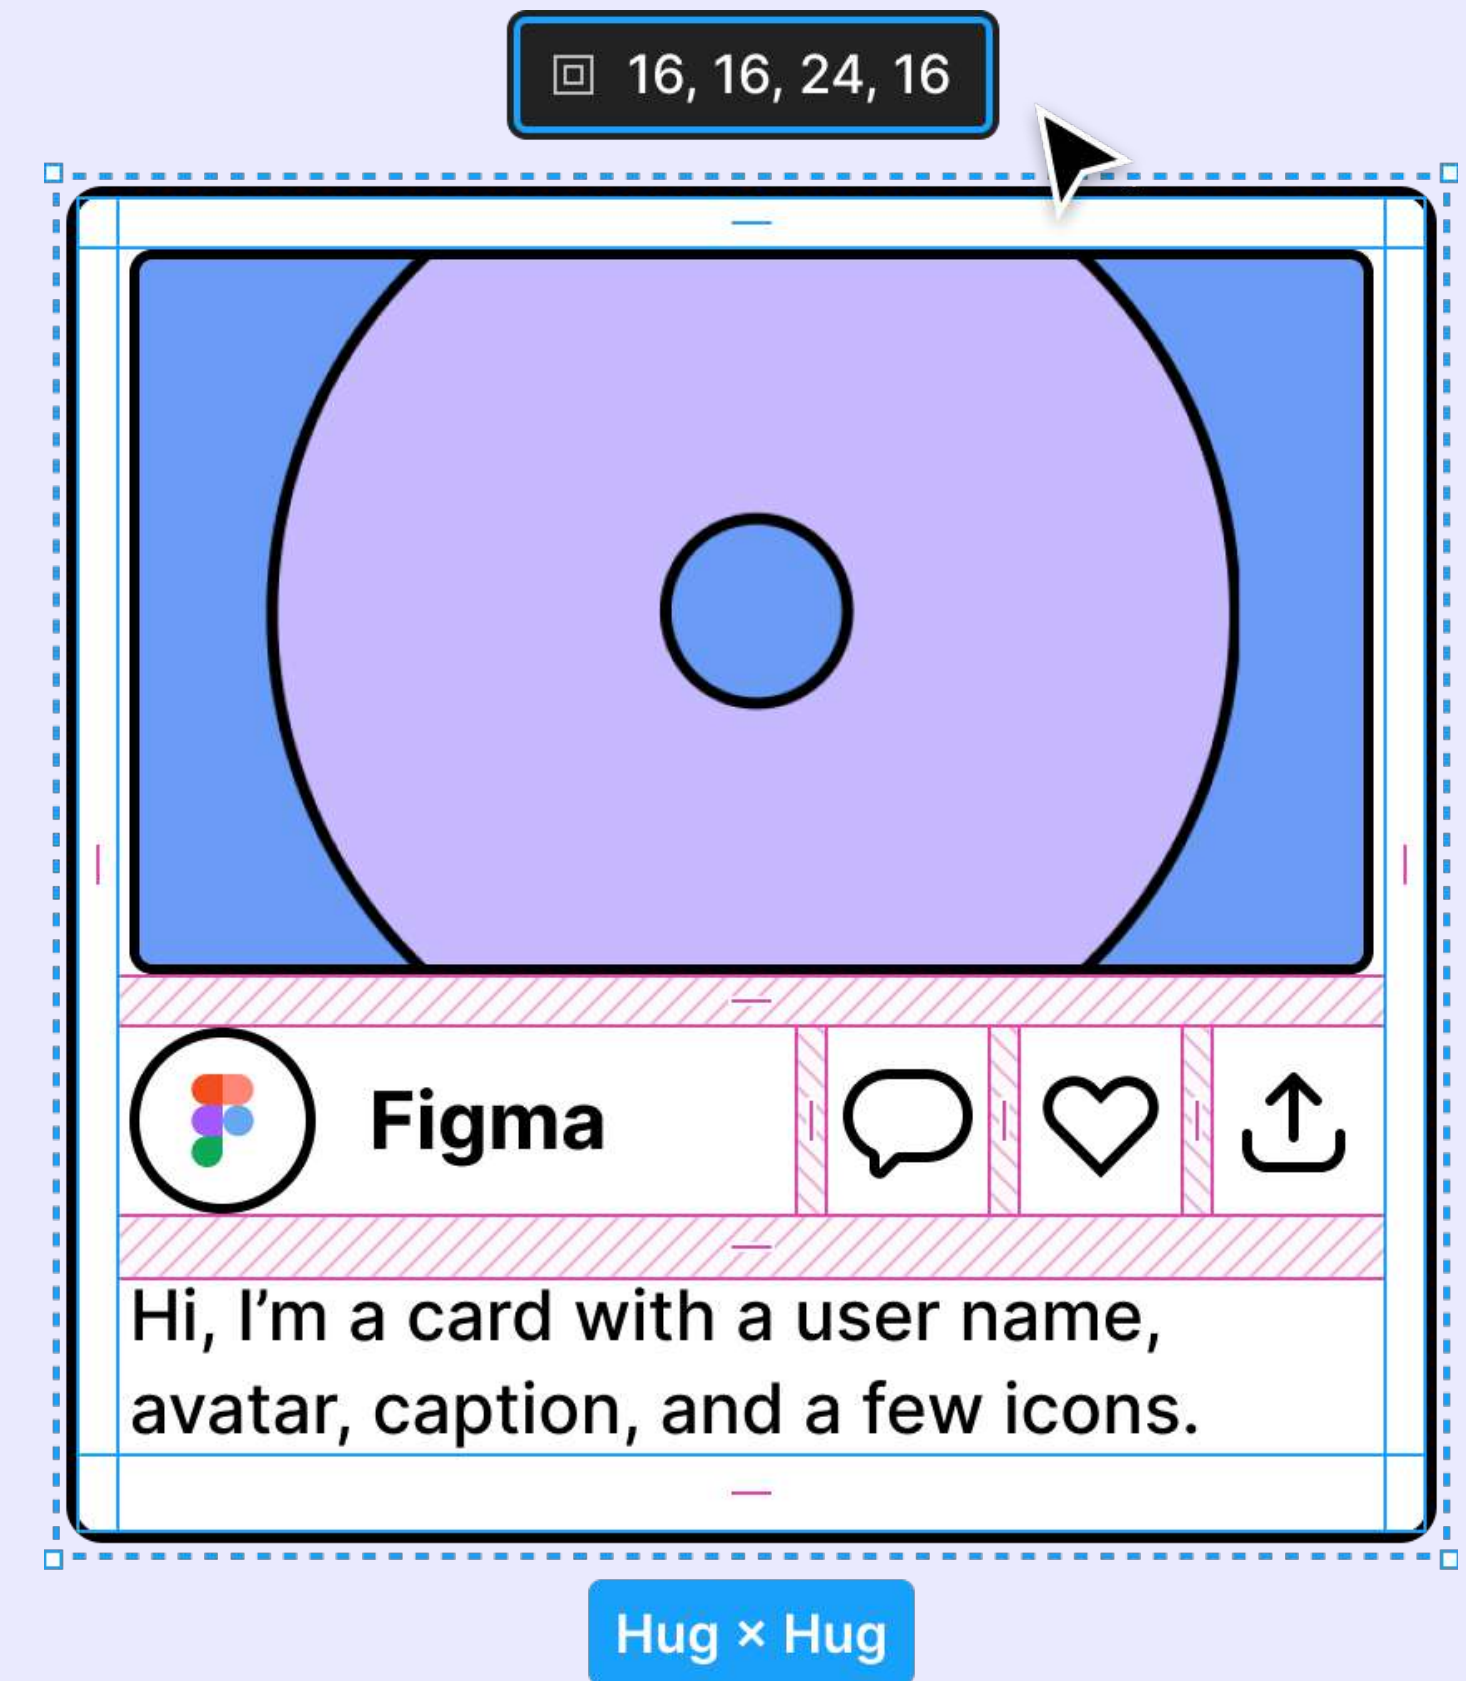 16, 16, 24, 16
Figma
Hi, I’m a card with a user name,
avatar, caption, and a few icons.
Hug × Hug